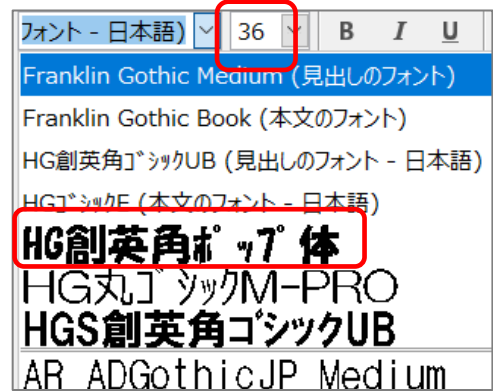 フォント - 日本語) 36 B I U
Franklin Gothic Medium (見出しのフォント)
Franklin Gothic Book (本文のフォント)
HG創英角ｺﾞｼｯｸUB (見出しのフォント - 日本語)
HGｺﾞｼｯｸE (本文のフォント - 日本語)
HG創英角ﾎﾟｯﾌﾟ体
HG丸ｺﾞｼｯｸM-PRO
HGS創英角ｺﾞｼｯｸUB
AR ADGothicJP Medium